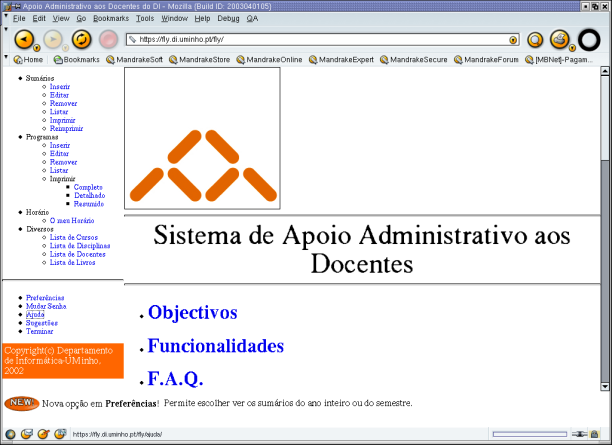 Apoio Administrativo aos Docentes do DI - Mozilla {Build ID: 2003040105}
File Edit View Go Bookmarks Tools Window Help Debug QA
https://fly.di.uminho.pt/fly/
Home Bookmarks MandrakeSoft MandrakeStore MandrakeOnline MandrakeExpert MandrakeSecure MandrakeForum [MBNet]-Pagam...
Sumários
Inserir
Editar
Remover
Listar
Imprimir
Reimprimir
Programas
Inserir
Editar
Remover
Listar
Imprimir
Completo
Detalhado
Resumido
Horário
O meu Horário
Diversos
Lista de Cursos
Lista de Disciplinas
Lista de Docentes
Lista de Livros
Preferências
Mudar Senha
Ajuda
Sugestões
Terminar
Copyright(c) Departamento
de Informática-UMinho,
2002
Sistema de Apoio Administrativo aos
Docentes
Objectivos
Funcionalidades
F.A.Q.
NEW! Nova opção em Preferências! Permite escolher ver os sumários do ano inteiro ou do semestre.
https://fly.di.uminho.pt/fly/ajuda/